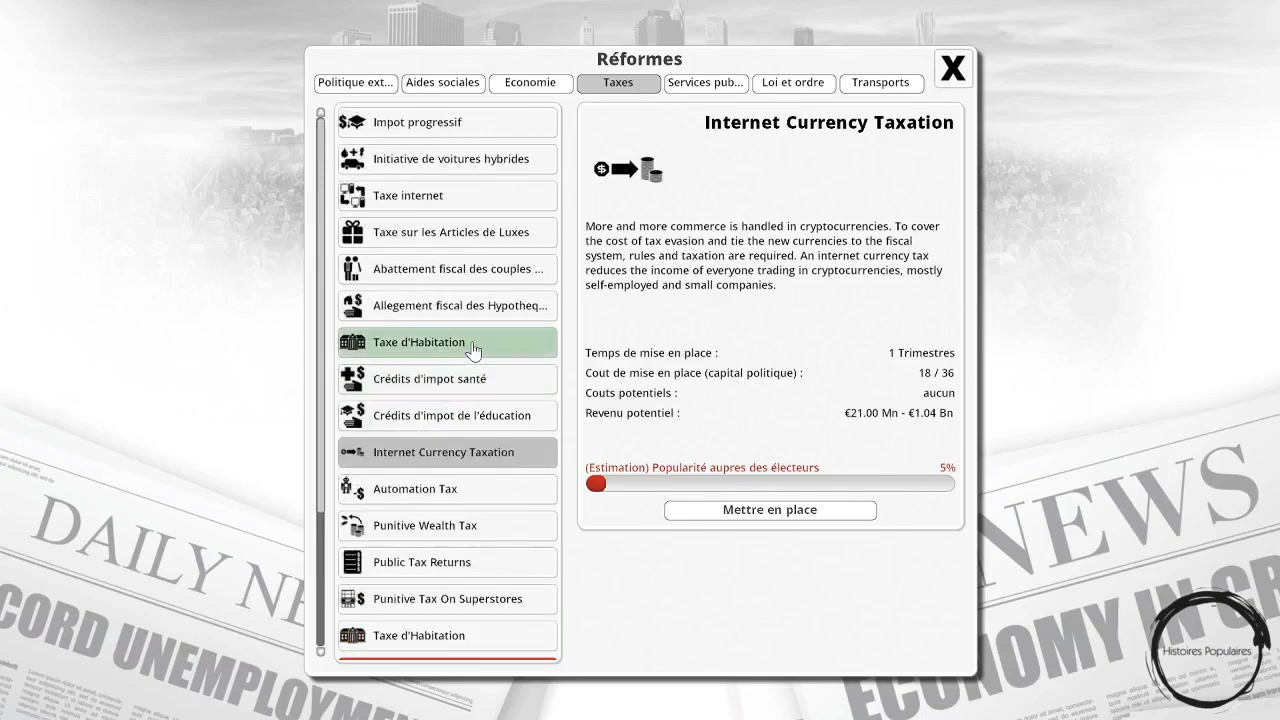 Réformes
X
Politique ext...
Aides sociales
Economie
Taxes
Services pub...
Loi et ordre
Transports
Impot progressif
Initiative de voitures hybrides
Taxe internet
Taxe sur les Articles de Luxes
Abattement fiscal des couples ...
Allegement fiscal des Hypotheq...
Taxe d'Habitation
Crédits d'impot santé
Crédits d'impot de l'éducation
Internet Currency Taxation
Automation Tax
Punitive Wealth Tax
Public Tax Returns
Punitive Tax On Superstores
Taxe d'Habitation
Internet Currency Taxation
More and more commerce is handled in cryptocurrencies. To cover
the cost of tax evasion and tie the new currencies to the fiscal
system, rules and taxation are required. An internet currency tax
reduces the income of everyone trading in cryptocurrencies, mostly
self-employed and small companies.
Temps de mise en place : 1 Trimestres
Cout de mise en place (capital politique) : 18 / 36
Couts potentiels : aucun
Revenu potentiel : €21.00 Mn - €1.04 Bn
(Estimation) Popularité aupres des électeurs 5%
Mettre en place
DAILY NE
CORD UNEMPLOYM
NEWS
ECONOMY IN CR
Histoires Populaires